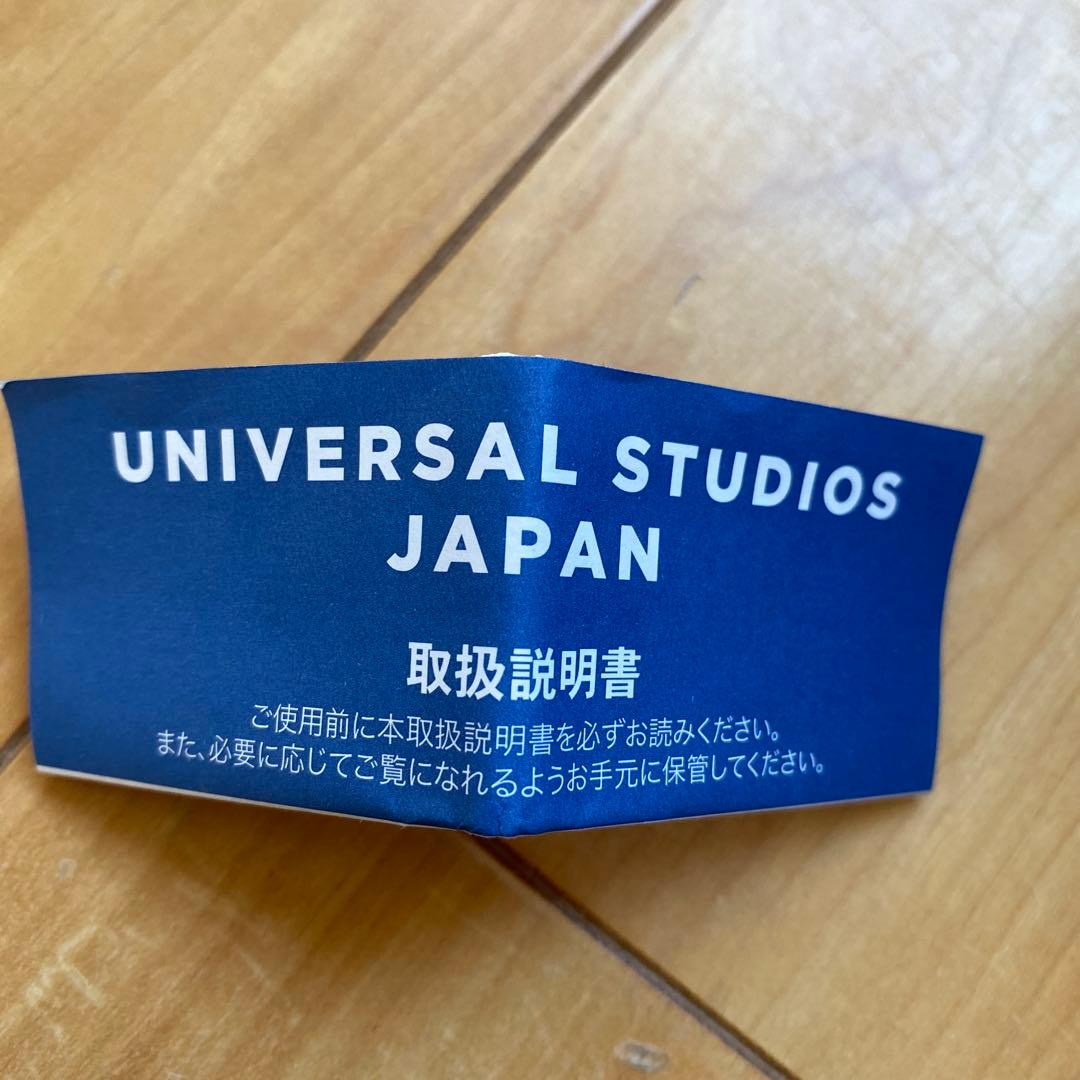 UNIVERSAL STUDIOS
JAPAN
取扱説明書
ご使用前に本取扱説明書を必ずお読みください。
また、必要に応じてご覧になれるようお手元に保管してください。